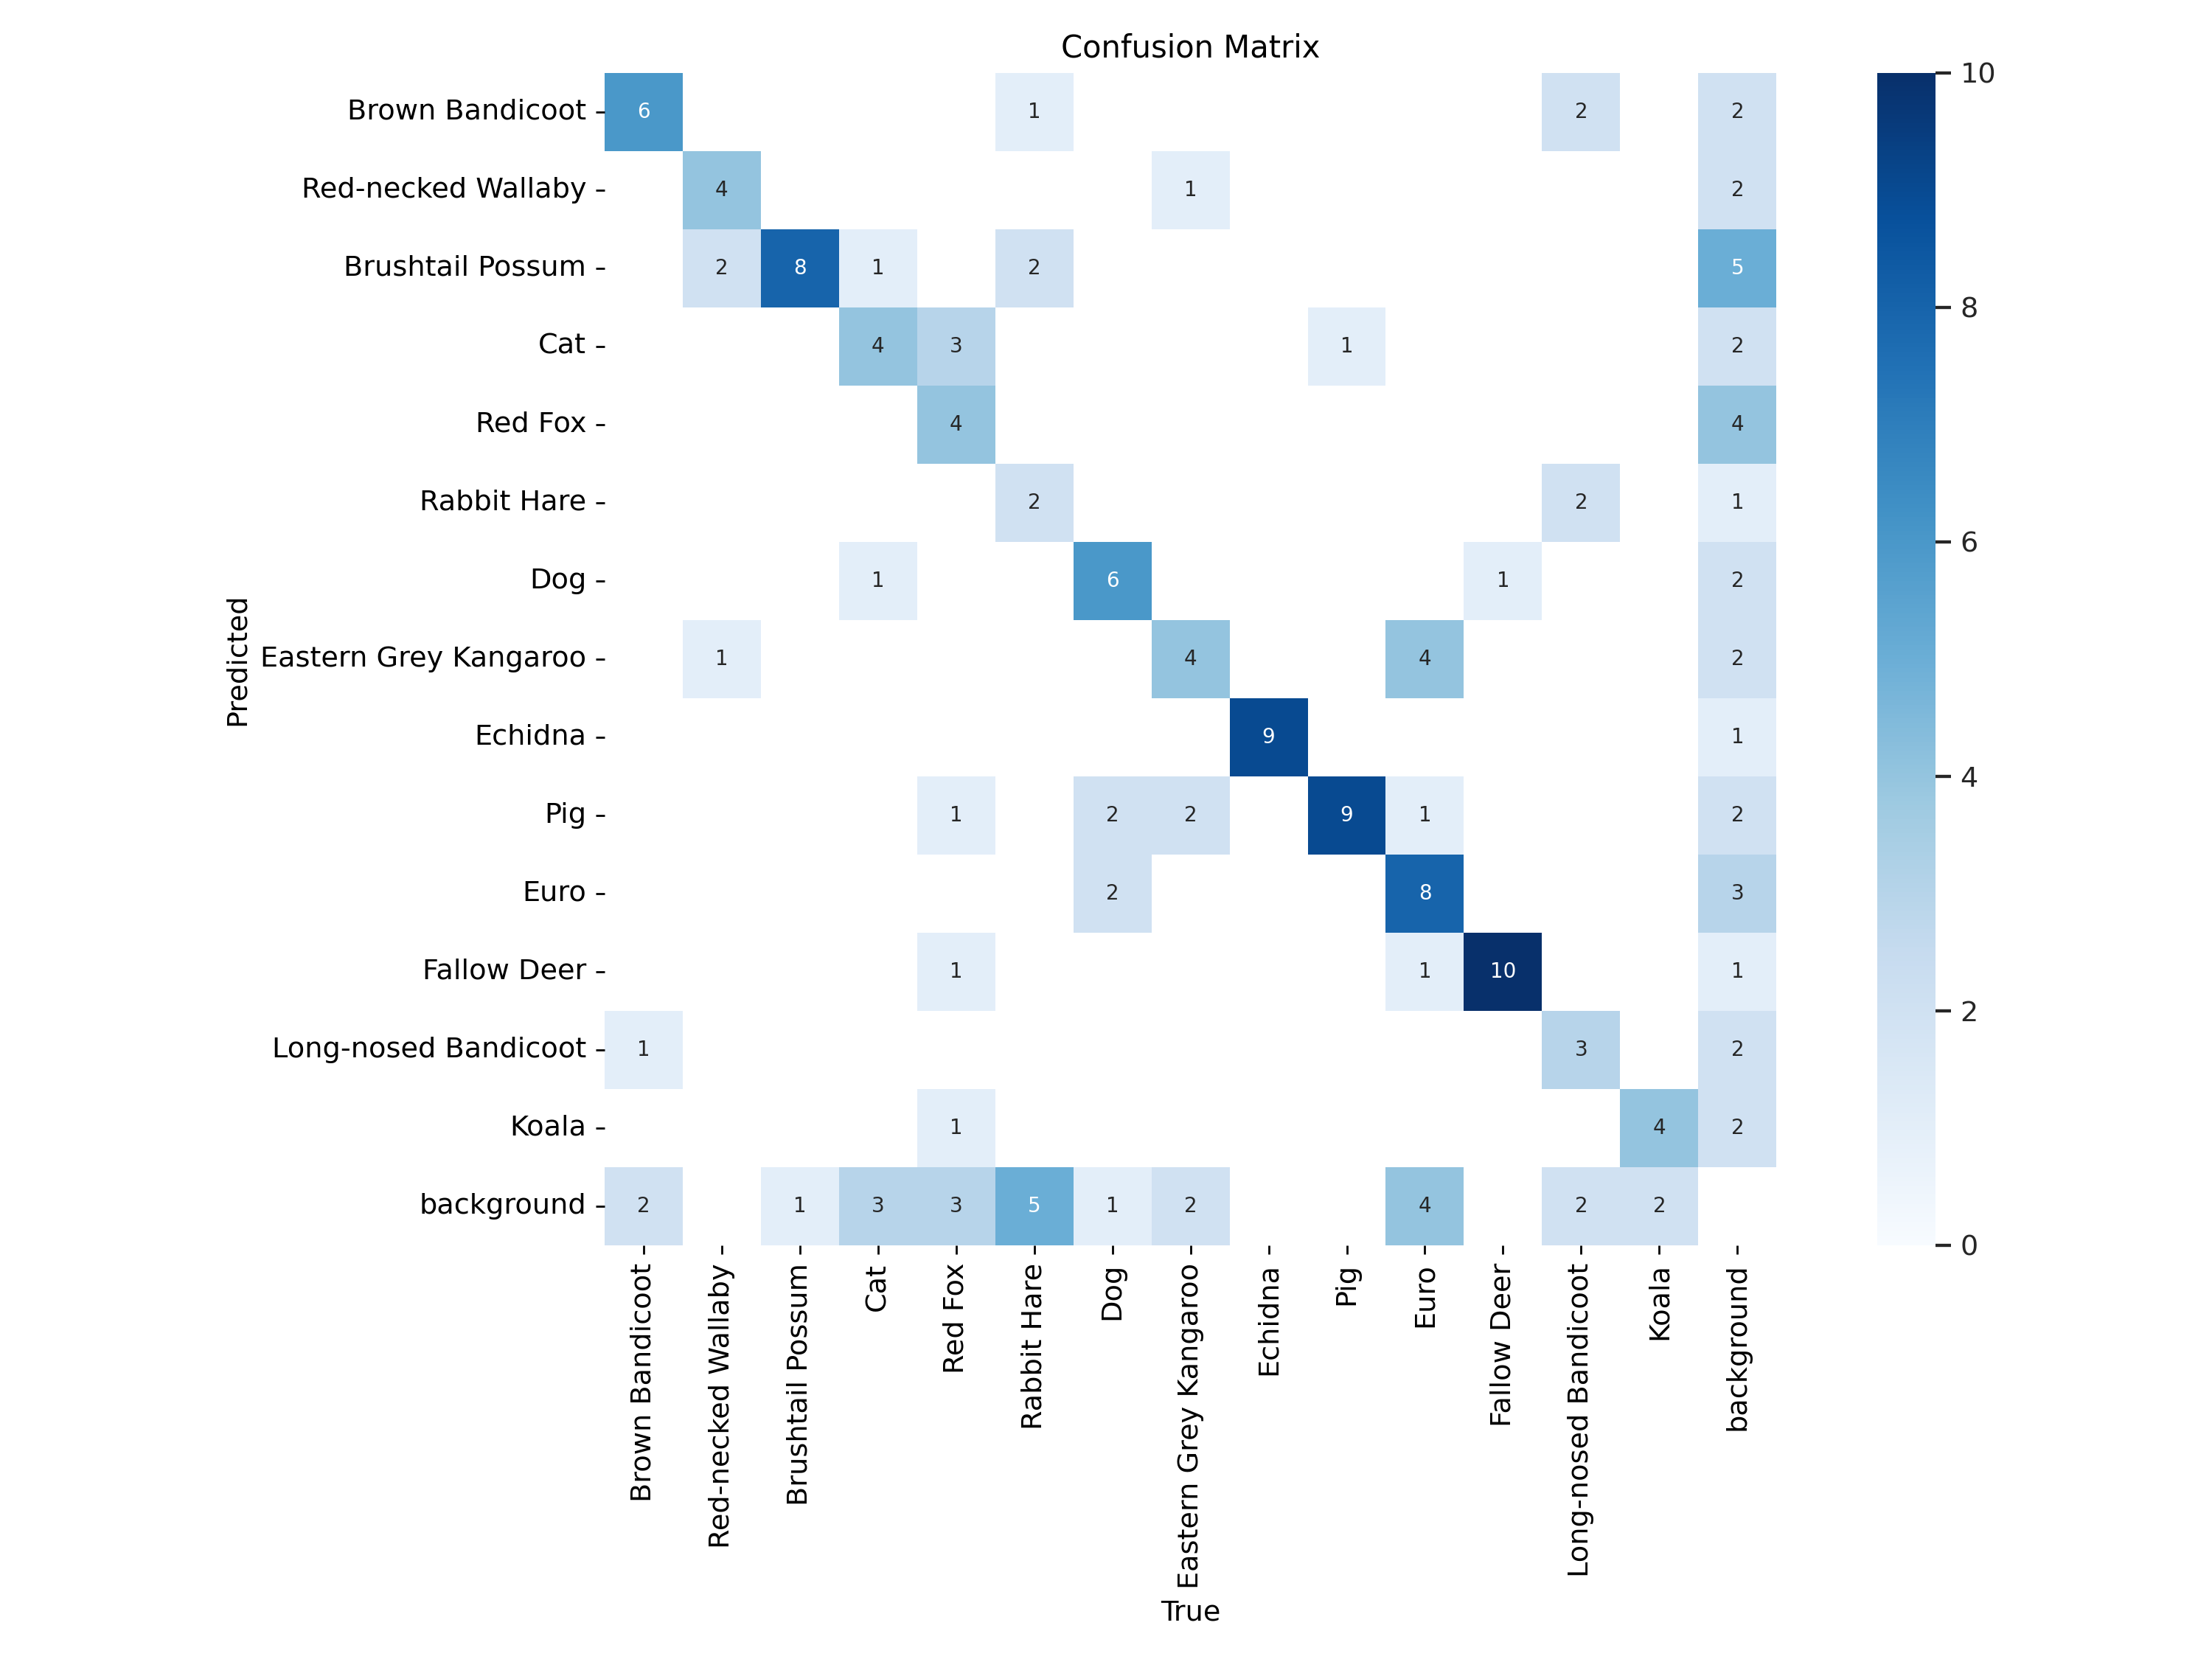 Confusion Matrix
Brown Bandicoot 6 1 2 2
Red-necked Wallaby 4 1 2
Brushtail Possum 2 8 1 2 5
Cat 4 3 1 2
Red Fox 4 4
Rabbit Hare 2 2 1
Dog 1 6 1 2
Eastern Grey Kangaroo 1 4 4 2
Echidna 9 1
Pig 1 2 2 9 1 2
Euro 2 8 3
Fallow Deer 1 1 10 1
Long-nosed Bandicoot 1 3 2
Koala 1 4 2
background 2 1 3 3 5 1 2 4 2 2
Predicted
Brown Bandicoot
Red-necked Wallaby
Brushtail Possum
Cat
Red Fox
Rabbit Hare
Dog
Eastern Grey Kangaroo
Echidna
Pig
Euro
Fallow Deer
Long-nosed Bandicoot
Koala
background
True
10
8
6
4
2
0